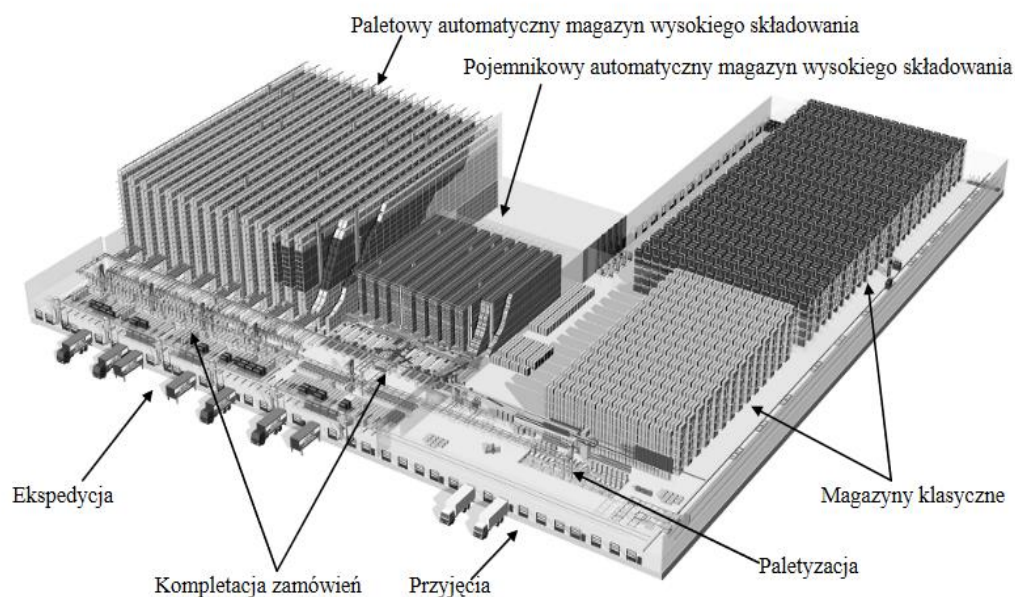 Paletowy automatyczny magazyn wysokiego składowania
Pojemnikowy automatyczny magazyn wysokiego składowania
Ekspedycja
Magazyny klasyczne
Paletyzacja
Kompletacja zamówień
Przyjęcia